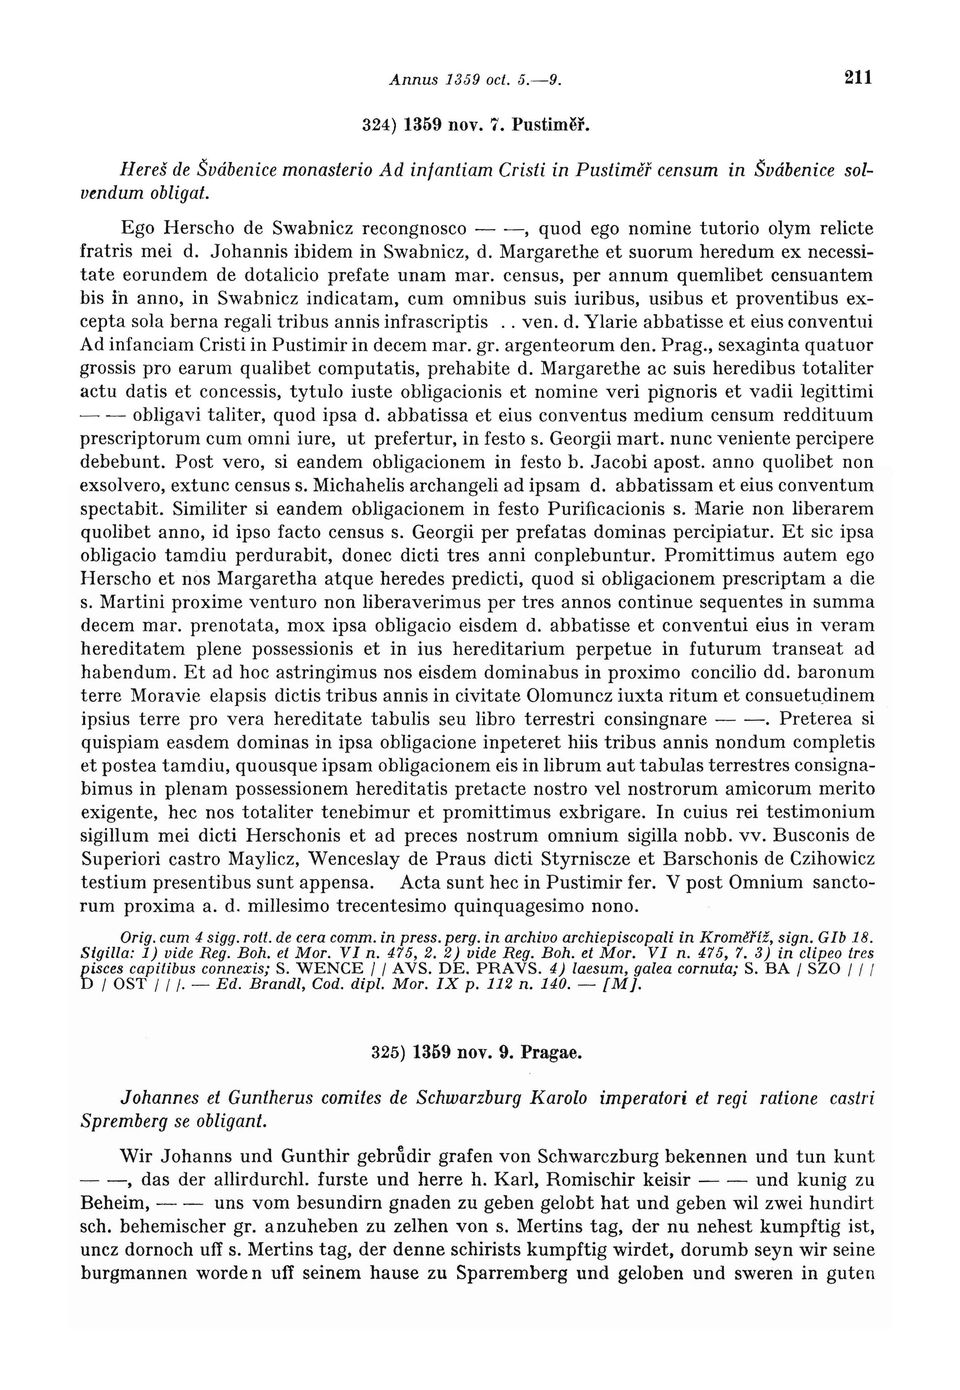 Annus 1359 oct. 5.—9.
211
324) 1359 nov. 7. Pustiměř.
Hereš de Švábenice monasterio Ad infantiam Cristi in Pustiměř censum in Švábenice sol-
vendum obligat.
Ego Herscho de Swabnicz recongnosco — —, quod ego nomine tutorio olym relicte
fratris mei d. Johannis ibidem in Swabnicz, d. Margarethe et suorum heredum ex necessi-
tate eorundem de dotalicio prefate unam mar. census, per annum quemlibet censuantem
bis in anno, in Swabnicz indicatam, cum omnibus suis iuribus, usibus et proventibus ex-
cepta sola berna regali tribus annis infrascriptis . . ven. d. Ylarie abbatisse et eius conventui
Ad infanciam Cristi in Pustimir in decem mar. gr. argenteorum den. Prag., sexaginta quatuor
grossis pro earum qualibet computatis, prehabite d. Margarethe ac suis heredibus totaliter
actu datis et concessis, tytulo iuste obligacionis et nomine veri pignoris et vadii legittimi
— — obligavi taliter, quod ipsa d. abbatissa et eius conventus medium censum reddituum
prescriptorum cum omni iure, ut prefertur, in festo s. Georgii mart. nunc veniente percipere
debebunt. Post vero, si eandem obligacionem in festo b. Jacobi apost. anno quolibet non
exsolvero, extunc census s. Michahelis archangeli ad ipsam d. abbatissam et eius conventum
spectabit. Similiter si eandem obligacionem in festo Purificacionis s. Marie non liberarem
quolibet anno, id ipso facto census s. Georgii per prefatas dominas percipiatur. Et sic ipsa
obligacio tamdiu perdurabit, donec dicti tres anni conplebuntur. Promittimus autem ego
Herscho et nos Margaretha atque heredes predicti, quod si obligacionem prescriptam a die
s. Martini proxime venturo non liberaverimus per tres annos continue sequentes in summa
decem mar. prenotata, mox ipsa obligacio eisdem d. abbatisse et conventui eius in veram
hereditatem plene possessionis et in ius hereditarium perpetue in futurum transeat ad
habendum. Et ad hoc astringimus nos eisdem dominabus in proximo concilio dd. baronum
terre Moravie elapsis dictis tribus annis in civitate Olomuncz iuxta ritum et consuetudinem
ipsius terre pro vera hereditate tabulis seu libro terrestri consingnare — —. Preterea si
quispiam easdem dominas in ipsa obligacione inpeteret hiis tribus annis nondum completis
et postea tamdiu, quousque ipsam obligacionem eis in librum aut tabulas terrestres consigna-
bimus in plenam possessionem hereditatis pretacte nostro vel nostrorum amicorum merito
exigente, hec nos totaliter tenebimur et promittimus exbrigare. In cuius rei testimonium
sigillum mei dicti Herschonis et ad preces nostrum omnium sigilla nobb. vv. Busconis de
Superiori castro Maylicz, Wenceslay de Praus dicti Styrniscze et Barschonis de Czihowicz
testium presentibus sunt appensa. Acta sunt hec in Pustimir fer. V post Omnium sancto-
rum proxima a. d. millesimo trecentesimo quinquagesimo nono.
Orig. cum 4 sigg. rott. de cera comm. in press. perg. in archivo archiepiscopali in Kroměříž, sign. GIb 18.
Sigilla: 1) vide Reg. Boh. et Mor. VI n. 475, 2. 2) vide Reg. Boh. et Mor. VI n. 475, 7. 3) in clipeo tres
pisces capitibus connexis; S. WENCE / / AVS. DE. PRAVS. 4) laesum, galea cornuta; S. BA / SZO / / /
D / OST / / /. — Ed. Brandl, Cod. dipl. Mor. IX p. 112 n. 140. — [M].
325) 1359 nov. 9. Pragae.
Johannes et Guntherus comites de Schwarzburg Karolo imperatori et regi ratione castri
Spremberg se obligant.
Wir Johanns und Gunthir gebruͤdir grafen von Schwarczburg bekennen und tun kunt
— —, das der allirdurchl. furste und herre h. Karl, Romischir keisir — — und kunig zu
Beheim, — — uns vom besundirn gnaden zu geben gelobt hat und geben wil zwei hundirt
sch. behemischer gr. anzuheben zu zelhen von s. Mertins tag, der nu nehest kumpftig ist,
uncz dornoch uff s. Mertins tag, der denne schirists kumpftig wirdet, dorumb seyn wir seine
burgmannen worden uff seinem hause zu Sparremberg und geloben und sweren in guten